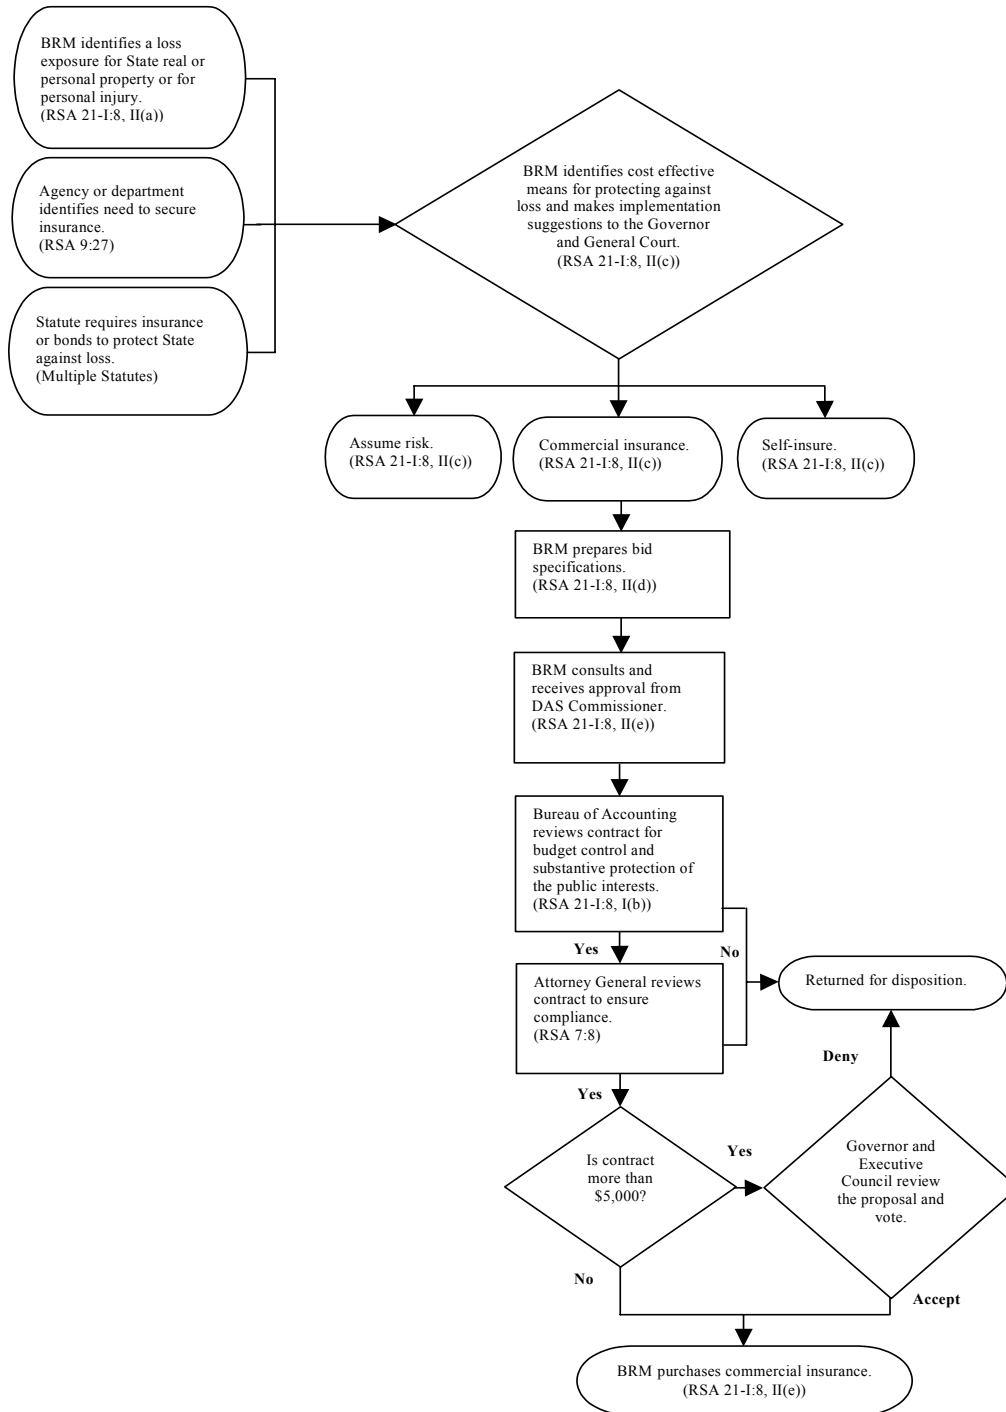 BRM identifies a loss
exposure for State real or
personal property or for
personal injury.
(RSA 21-I:8, II(a))
Agency or department
identifies need to secure
insurance.
(RSA 9:27)
Statute requires insurance
or bonds to protect State
against loss.
(Multiple Statutes)
BRM identifies cost effective
means for protecting against
loss and makes implementation
suggestions to the Governor
and General Court.
(RSA 21-I:8, II(c))
Assume risk.
(RSA 21-I:8, II(c))
Commercial insurance.
(RSA 21-I:8, II(c))
Self-insure.
(RSA 21-I:8, II(c))
BRM prepares bid
specifications.
(RSA 21-I:8, II(d))
BRM consults and
receives approval from
DAS Commissioner.
(RSA 21-I:8, II(e))
Bureau of Accounting
reviews contract for
budget control and
substantive protection of
the public interests.
(RSA 21-I:8, I(b))
Yes
No
Attorney General reviews
contract to ensure
compliance.
(RSA 7:8)
Returned for disposition.
Yes
Deny
Is contract
more than
$5,000?
Yes
Governor and
Executive
Council review
the proposal and
vote.
No
Accept
BRM purchases commercial insurance.
(RSA 21-I:8, II(e))